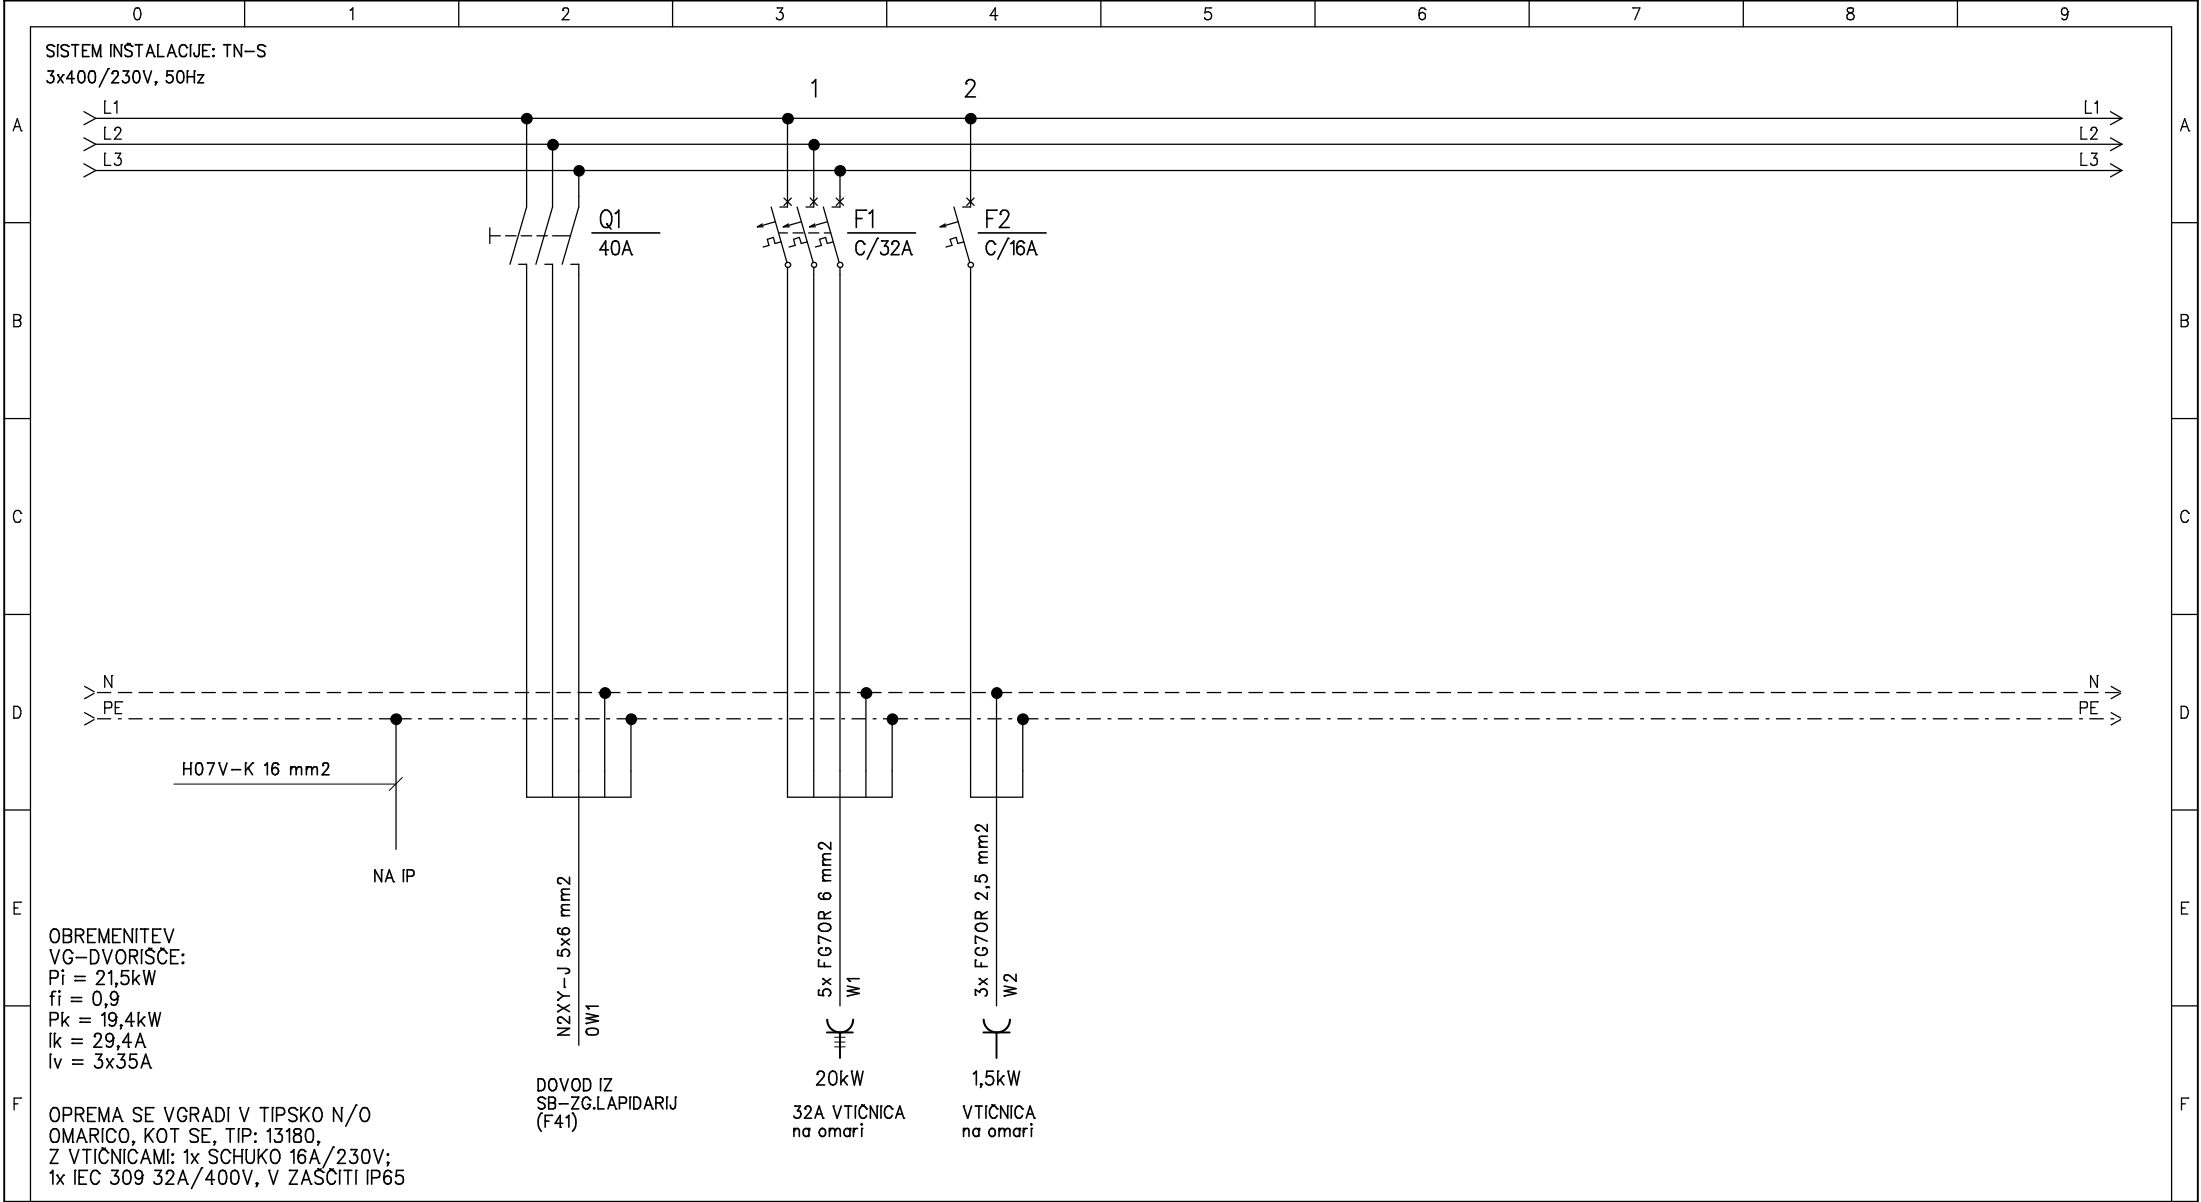 0 1 2 3 4 5 6 7 8 9
SISTEM INŠTALACIJE: TN-S
3x400/230V, 50Hz
1 2
L1 L1
A A
L2 L2
L3 L3
Q1 F1 F2
40A C/32A C/16A
B B
C C
N N
PE PE
D D
H07V-K 16 mm2
NA IP
N2XY-J 5x6 mm2
0W1
5x FG7OR 6 mm2
W1
3x FG7OR 2,5 mm2
W2
E E
OBREMENITEV
VG-DVORIŠČE:
Pi = 21,5kW
fi = 0,9
Pk = 19,4kW
Ik = 29,4A
Iv = 3x35A
DOVOD IZ
SB-ZG.LAPIDARIJ
(F41)
20kW
32A VTIČNICA
na omari
1,5kW
VTIČNICA
na omari
F F
OPREMA SE VGRADI V TIPSKO N/O
OMARICO, KOT SE, TIP: 13180,
Z VTIČNICAMI: 1x SCHUKO 16A/230V;
1x IEC 309 32A/400V, V ZAŠČITI IP65